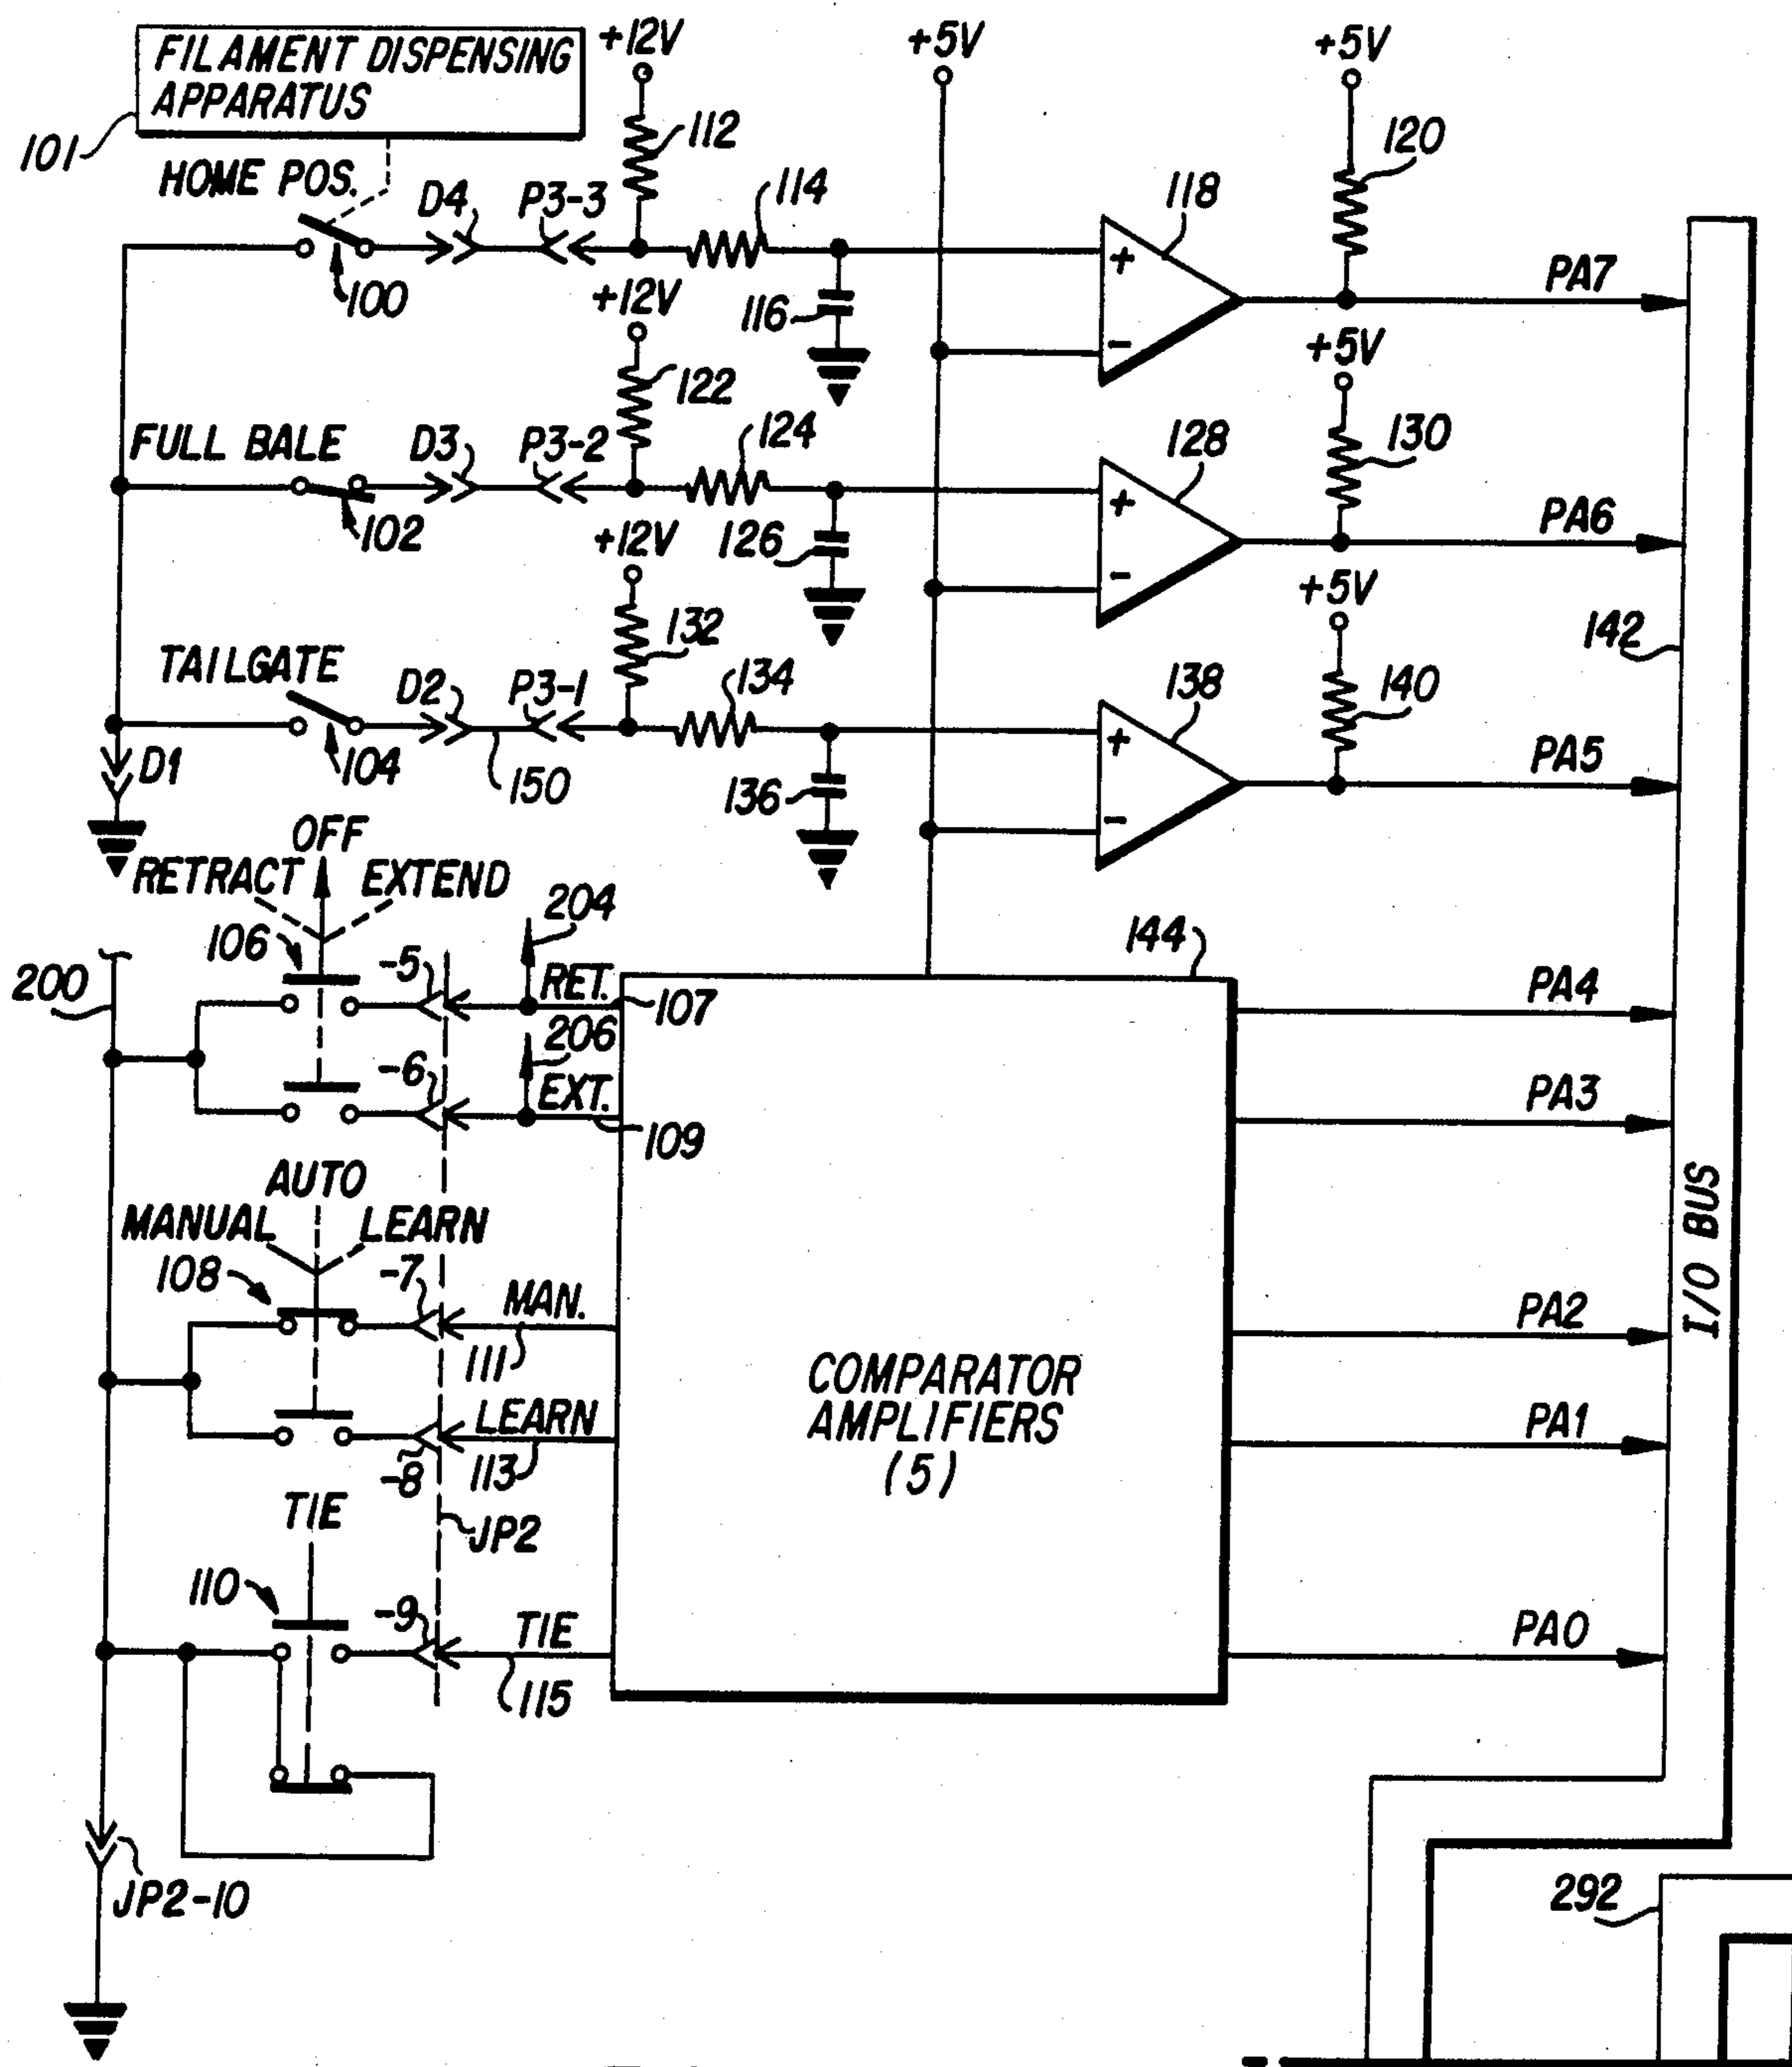 FILAMENT DISPENSING
APPARATUS
+12V
+5V
+5V
101
112
120
HOME POS.
D4
P3-3
114
118
100
+12V
116
PA7
+5V
122
FULL BALE
D3
P3-2
124
128
130
102
+12V
126
PA6
+5V
132
142
TAILGATE
D2
P3-1
134
138
140
D1
104
150
136
PA5
OFF
RETRACT
EXTEND
204
106
-5
144
200
RET.
107
PA4
206
-6
EXT.
109
PA3
AUTO
MANUAL
LEARN
I/O BUS
108
-7
MAN.
111
PA2
COMPARATOR
AMPLIFIERS
(5)
LEARN
-8
113
PA1
TIE
JP2
110
-9
TIE
115
PA0
JP2-10
292